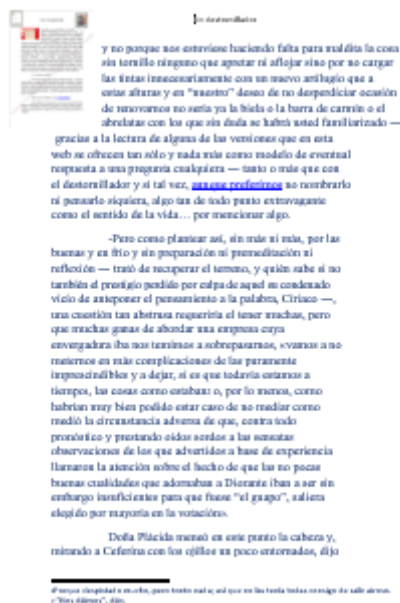 Un destornillador
y no porque nos estuviese haciendo falta para maldita la cosa
sin tornillo ninguno que apretar ni aflojar sino por no cargar
las tintas innecesariamente con un nuevo artilugio que a
estas alturas y en "nuestro" deseo de no desperdiciar ocasión
de renovarnos no sería ya la biela o la barra de carmín o el
abrelatas con los que sin duda se habrá usted familiarizado —
gracias a la lectura de alguna de las versiones que en esta
web se ofrecen tan sólo y nada más como modelo de eventual
respuesta a una pregunta cualquiera — tanto o más que con
el destornillador y si tal vez, aunque preferimos no nombrarlo
ni pensarlo siquiera, algo tan de todo punto extravagante
como el sentido de la vida… por mencionar algo.
-Pero como plantear así, sin más ni más, por las
buenas y en frío y sin preparación ni premeditación ni
reflexión — trató de recuperar el terreno, y quién sabe si no
también el prestigio perdido por culpa de aquel su condenado
vicio de anteponer el pensamiento a la palabra, Ciriaco —,
una cuestión tan abstrusa requeriría el tener muchas, pero
que muchas ganas de abordar una empresa cuya
envergadura iba nos temimos a sobrepasarnos, «vamos a no
meternos en más complicaciones de las puramente
imprescindibles y a dejar, si es que todavía estamos a
tiempo, las cosas como estaban: o, por lo menos, como
habrían muy bien podido estar caso de no mediar como
medió la circunstancia adversa de que, contra todo
pronóstico y prestando oídos sordos a las sensatas
observaciones de los que advertidos a base de experiencia
llamaron la atención sobre el hecho de que las no pocas
buenas cualidades que adornaban a Diorante iban a ser sin
embargo insuficientes para que fuese "el guapo", saliera
elegido por mayoría en la votación».
Doña Plácida meneó en este punto la cabeza y,
mirando a Ceferina con los ojillos un poco entornados, dijo